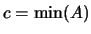 c = min(A)